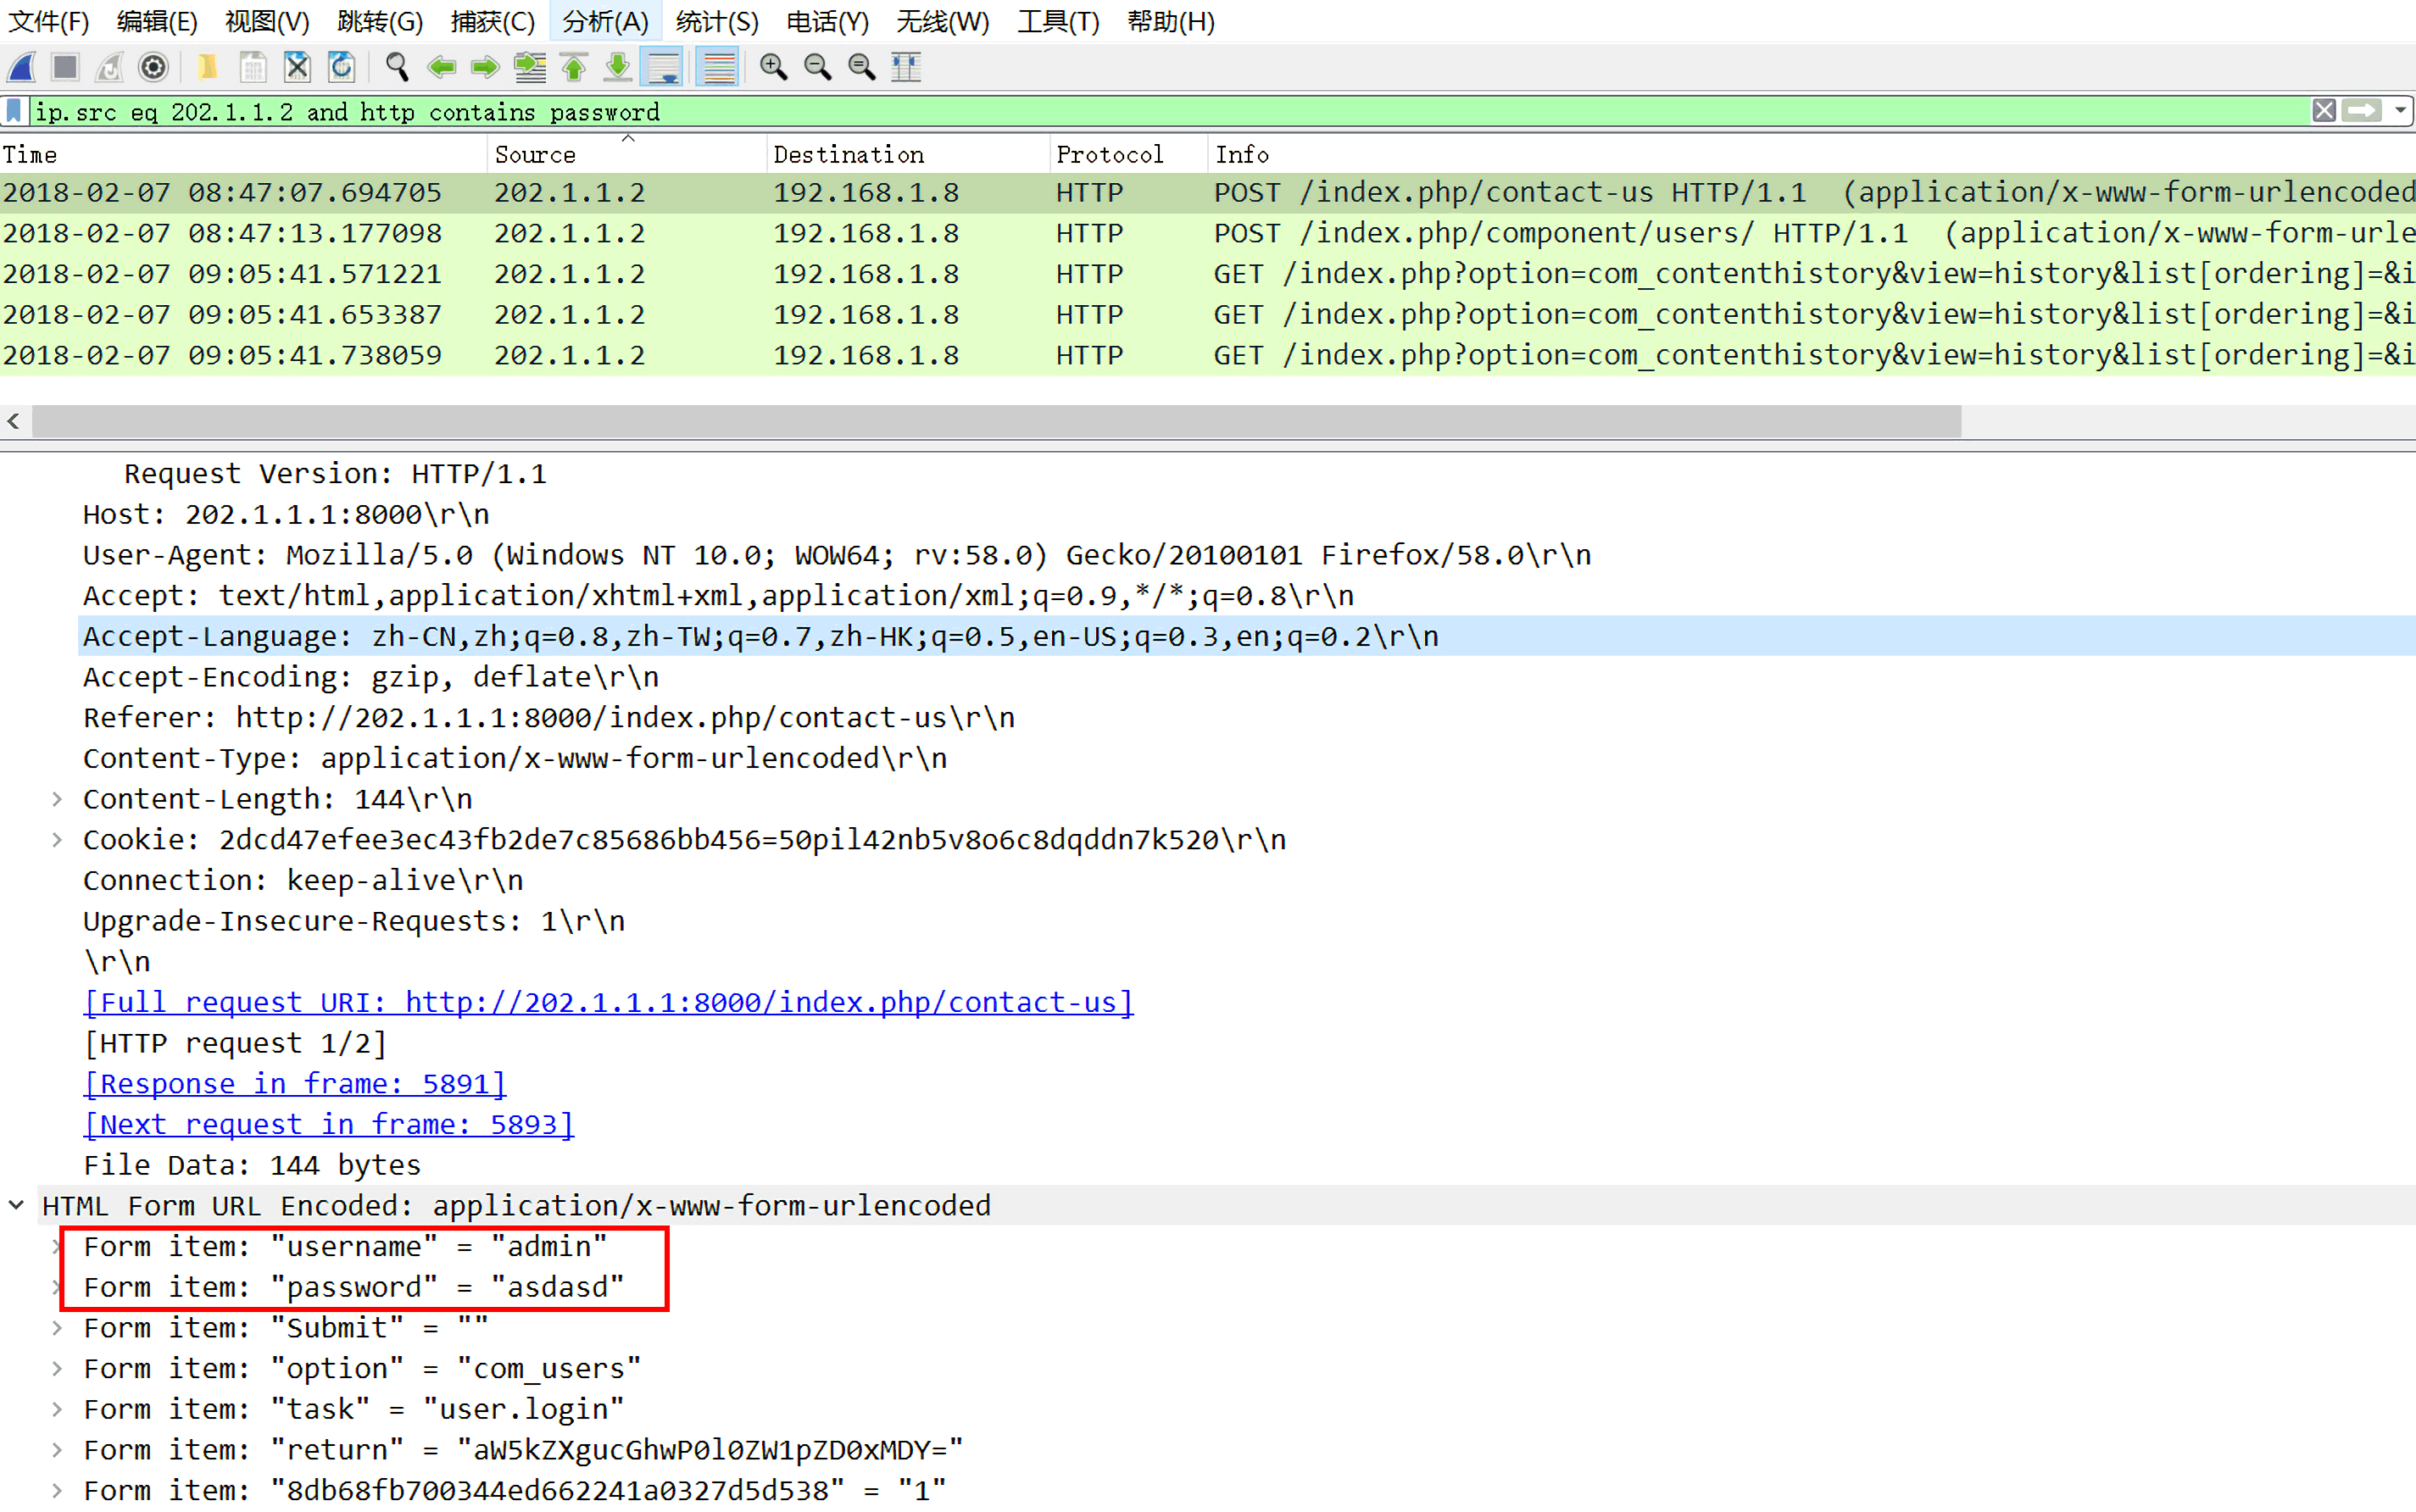 文件(F) 编辑(E) 视图(V) 跳转(G) 捕获(C) 分析(A) 统计(S) 电话(Y) 无线(W) 工具(T) 帮助(H)
ip.src eq 202.1.1.2 and http contains password
Time Source Destination Protocol Info
2018-02-07 08:47:07.694705 202.1.1.2 192.168.1.8 HTTP POST /index.php/contact-us HTTP/1.1 (application/x-www-form-urlencoded
2018-02-07 08:47:13.177098 202.1.1.2 192.168.1.8 HTTP POST /index.php/component/users/ HTTP/1.1 (application/x-www-form-urle
2018-02-07 09:05:41.571221 202.1.1.2 192.168.1.8 HTTP GET /index.php?option=com_contenthistory&view=history&list[ordering]=&i
2018-02-07 09:05:41.653387 202.1.1.2 192.168.1.8 HTTP GET /index.php?option=com_contenthistory&view=history&list[ordering]=&i
2018-02-07 09:05:41.738059 202.1.1.2 192.168.1.8 HTTP GET /index.php?option=com_contenthistory&view=history&list[ordering]=&i
Request Version: HTTP/1.1
Host: 202.1.1.1:8000\r\n
User-Agent: Mozilla/5.0 (Windows NT 10.0; WOW64; rv:58.0) Gecko/20100101 Firefox/58.0\r\n
Accept: text/html,application/xhtml+xml,application/xml;q=0.9,*/*;q=0.8\r\n
Accept-Language: zh-CN,zh;q=0.8,zh-TW;q=0.7,zh-HK;q=0.5,en-US;q=0.3,en;q=0.2\r\n
Accept-Encoding: gzip, deflate\r\n
Referer: http://202.1.1.1:8000/index.php/contact-us\r\n
Content-Type: application/x-www-form-urlencoded\r\n
Content-Length: 144\r\n
Cookie: 2dcd47efee3ec43fb2de7c85686bb456=50pil42nb5v8o6c8dqddn7k520\r\n
Connection: keep-alive\r\n
Upgrade-Insecure-Requests: 1\r\n
\r\n
[Full request URI: http://202.1.1.1:8000/index.php/contact-us]
[HTTP request 1/2]
[Response in frame: 5891]
[Next request in frame: 5893]
File Data: 144 bytes
HTML Form URL Encoded: application/x-www-form-urlencoded
Form item: "username" = "admin"
Form item: "password" = "asdasd"
Form item: "Submit" = ""
Form item: "option" = "com_users"
Form item: "task" = "user.login"
Form item: "return" = "aW5kZXgucGhwP0l0ZW1pZD0xMDY="
Form item: "8db68fb700344ed662241a0327d5d538" = "1"